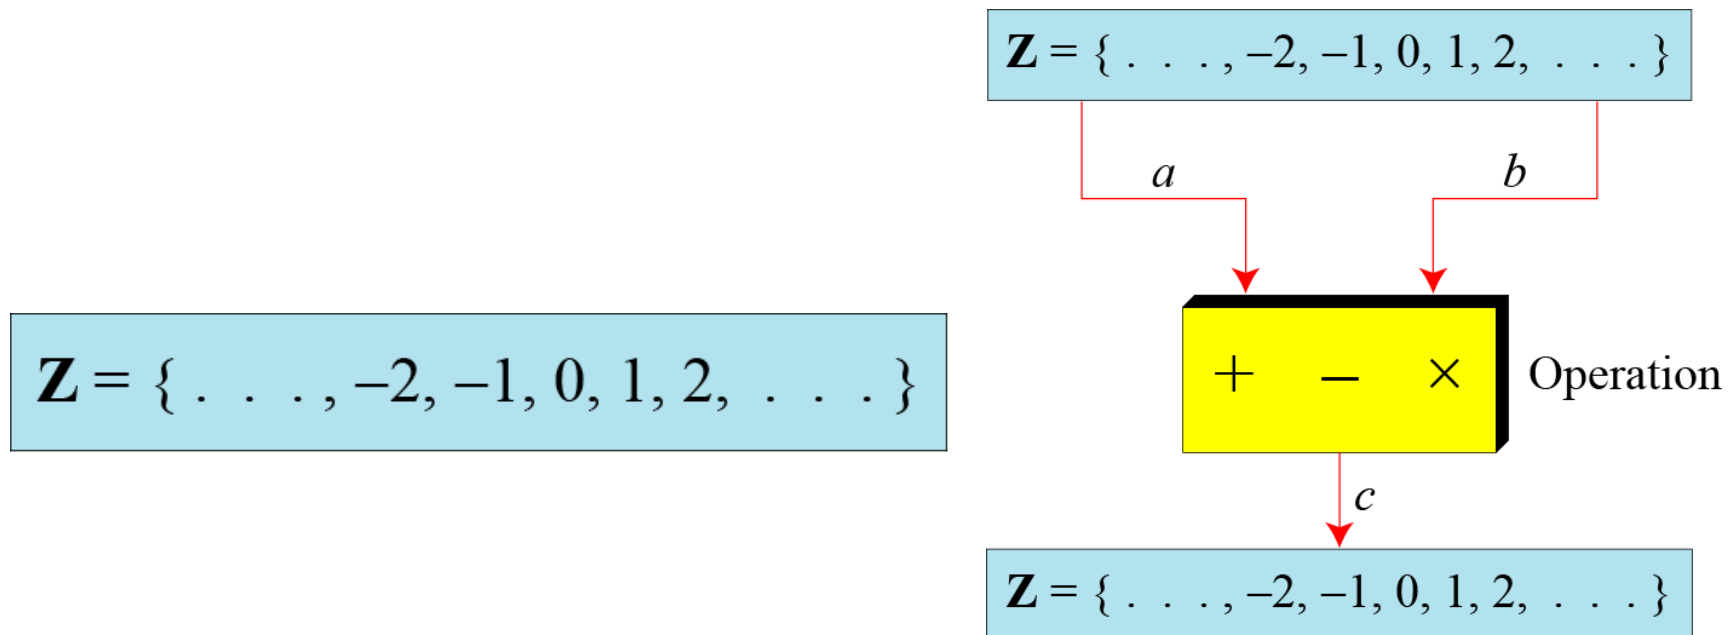 Z = { . . . , −2, −1, 0, 1, 2, . . . }
Z = { . . . , −2, −1, 0, 1, 2, . . . }
a b
+ − × Operation
c
Z = { . . . , −2, −1, 0, 1, 2, . . . }